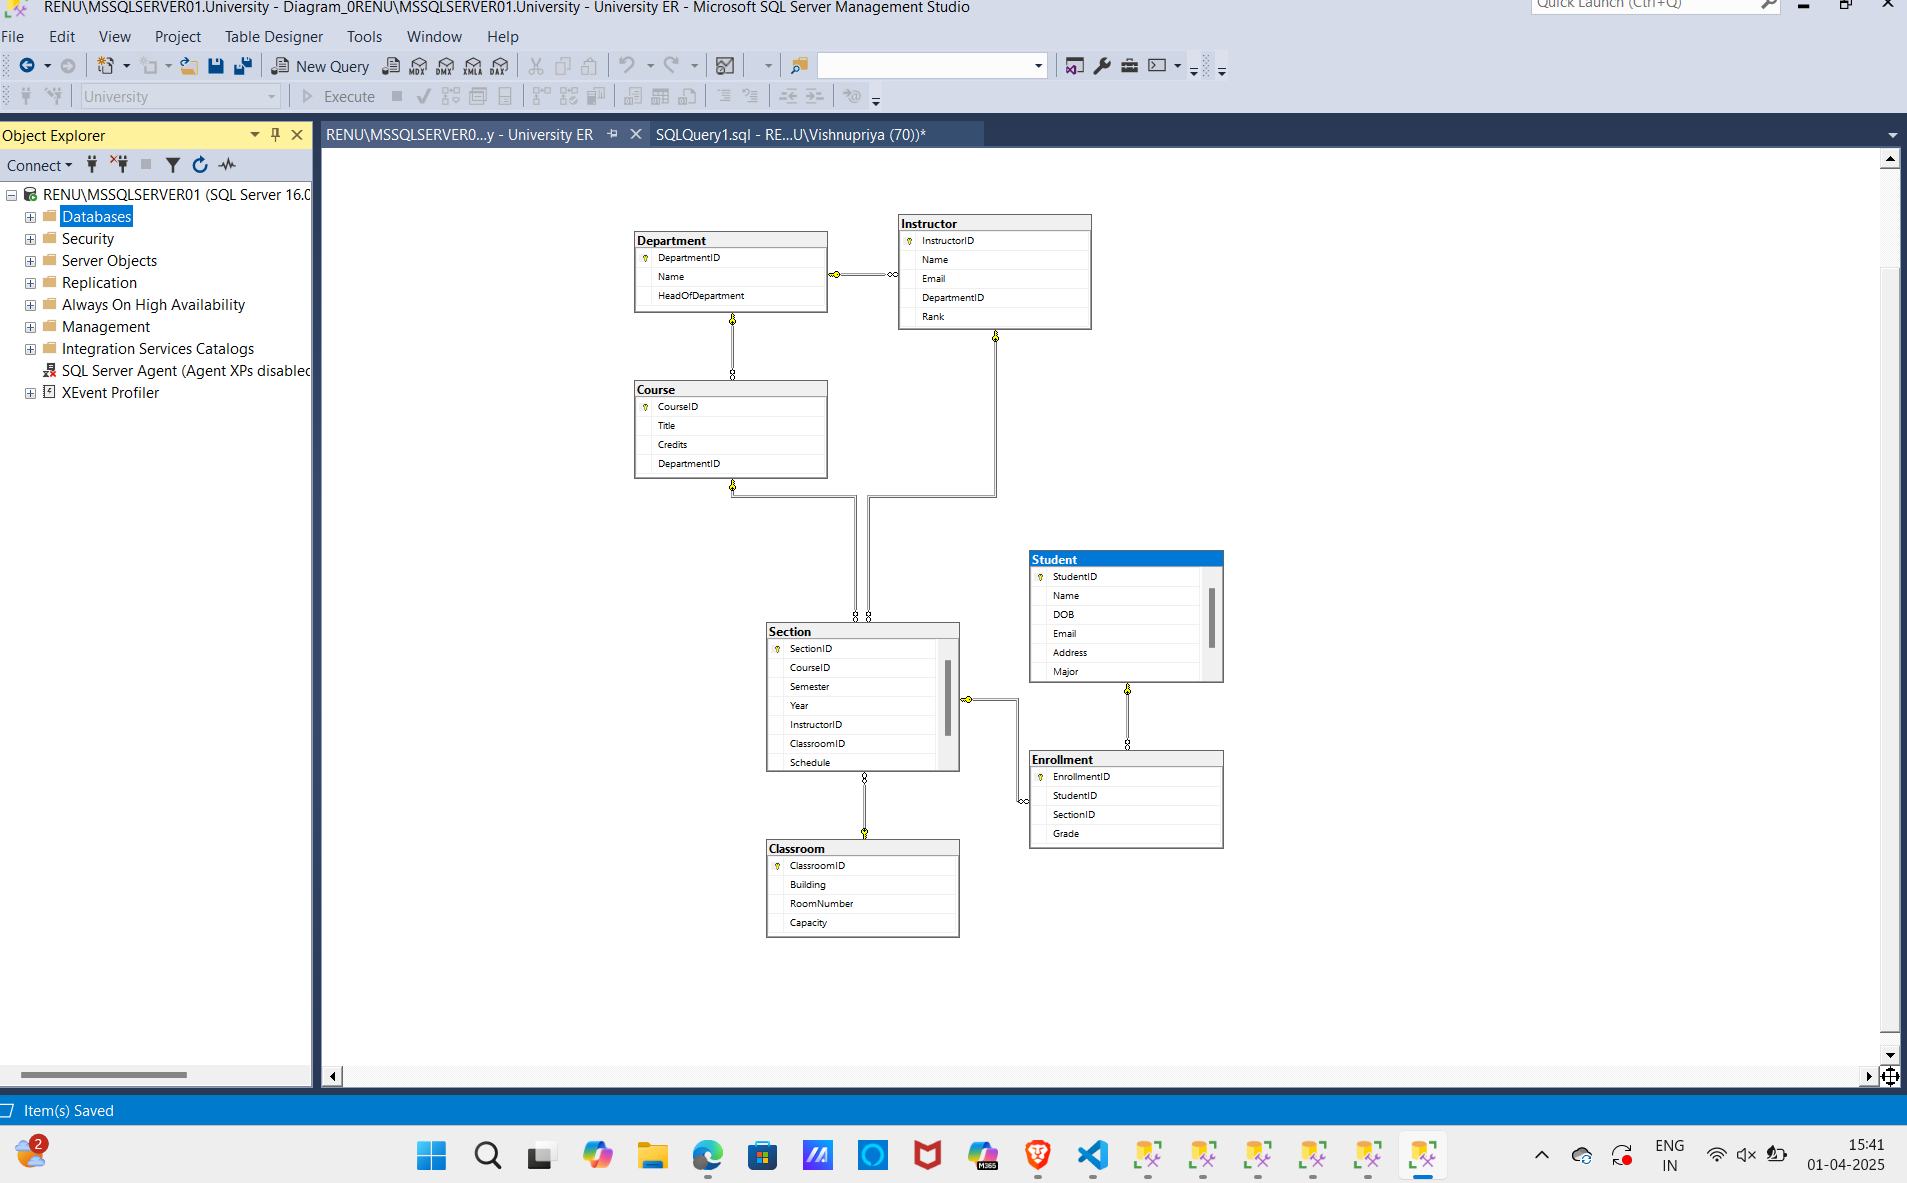 RENU\MSSQLSERVER01.University - Diagram_0RENU\MSSQLSERVER01.University - University ER - Microsoft SQL Server Management Studio
Quick Launch (Ctrl+Q)
File Edit View Project Table Designer Tools Window Help
New Query MDX DMX XMLA DAX
University Execute
Object Explorer
RENU\MSSQLSERVER0...y - University ER
SQLQuery1.sql - RE...U\Vishnupriya (70))*
Connect
RENU\MSSQLSERVER01 (SQL Server 16.0
Databases
Security
Server Objects
Replication
Always On High Availability
Management
Integration Services Catalogs
SQL Server Agent (Agent XPs disabled
XEvent Profiler
Department
DepartmentID
Name
HeadOfDepartment
Instructor
InstructorID
Name
Email
DepartmentID
Rank
Course
CourseID
Title
Credits
DepartmentID
Student
StudentID
Name
DOB
Email
Address
Major
Section
SectionID
CourseID
Semester
Year
InstructorID
ClassroomID
Schedule
Enrollment
EnrollmentID
StudentID
SectionID
Grade
Classroom
ClassroomID
Building
RoomNumber
Capacity
Item(s) Saved
2
M365
ENG
IN
15:41
01-04-2025